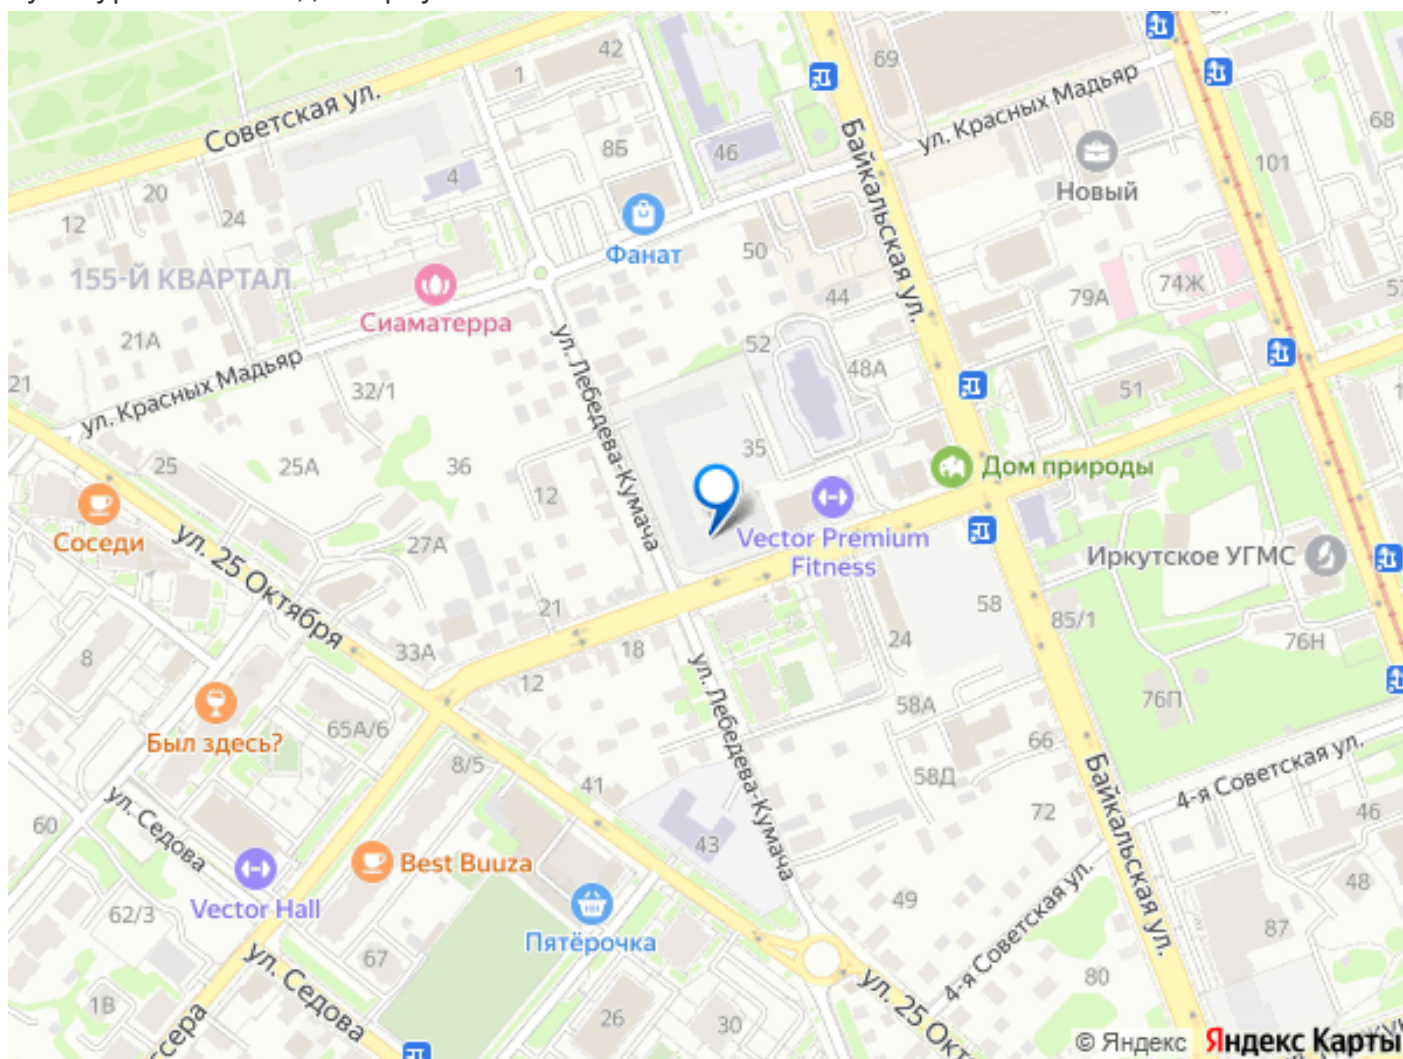 42
69
1
Советская ул.
ул. Красных Мадьяр
68
8Б
46
Байкальская ул.
101
4
Новый
20
12
24
Фанат
50
155-Й КВАРТАЛ
79А
74Ж
44
Сиаматерра
21А
ул. Лебедева-Кумача
52
48А
21
32/1
51
ул. Красных Мадьяр
35
25
25А
36
Дом природы
12
Соседи
ул. 25 Октября
27А
Vector Premium
Fitness
Иркутское УГМС
58
21
85/1
33А
18
24
76Н
8
12
ул. Лебедева-Кумача
58А
76П
65А/6
Был здесь?
66
8/5
4-я Советская ул.
41
58Д
Байкальская ул.
ул. Седова
72
60
43
46
Best Buuza
4-я Советская ул.
48
Vector Hall
49
62/3
Пятёрочка
87
67
ул. Седова
80
1В
ул. 25 Окт
26
30
ссера
© Яндекс
Яндекс Карты